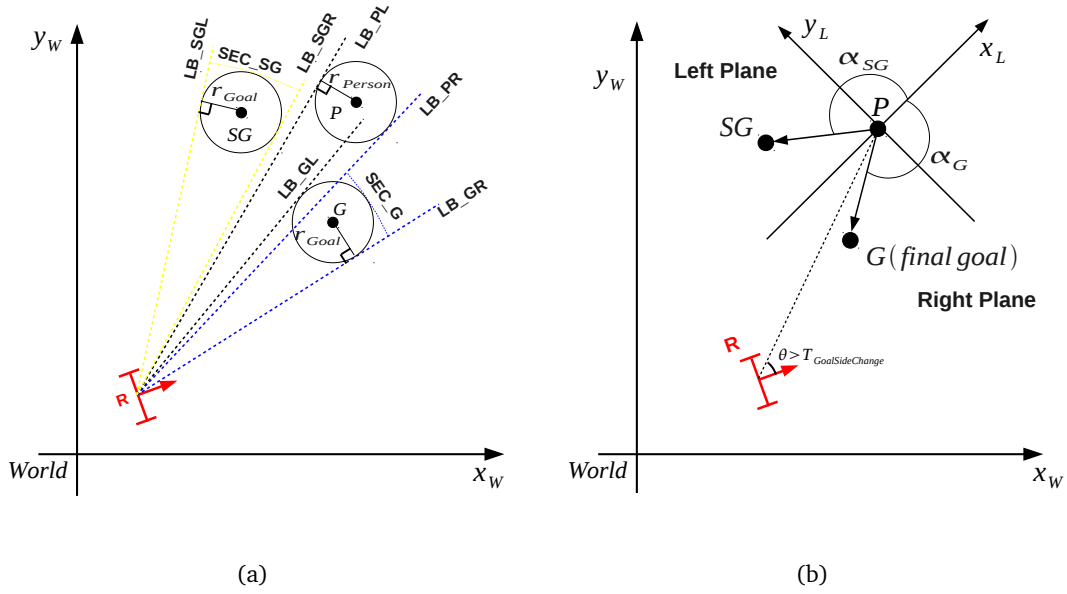 y_W
LB_SGL
SEC_SG
LB_SGR
LB_PL
LB_PR
r_Goal
SG
r_Person
P
LB_GL
SEC_G
LB_GR
G
r_Goal
R
World
x_W
(a)
y_W
y_L
x_L
Left Plane
α_SG
P
SG
α_G
G(final goal)
Right Plane
R
θ>T_GoalSideChange
World
x_W
(b)